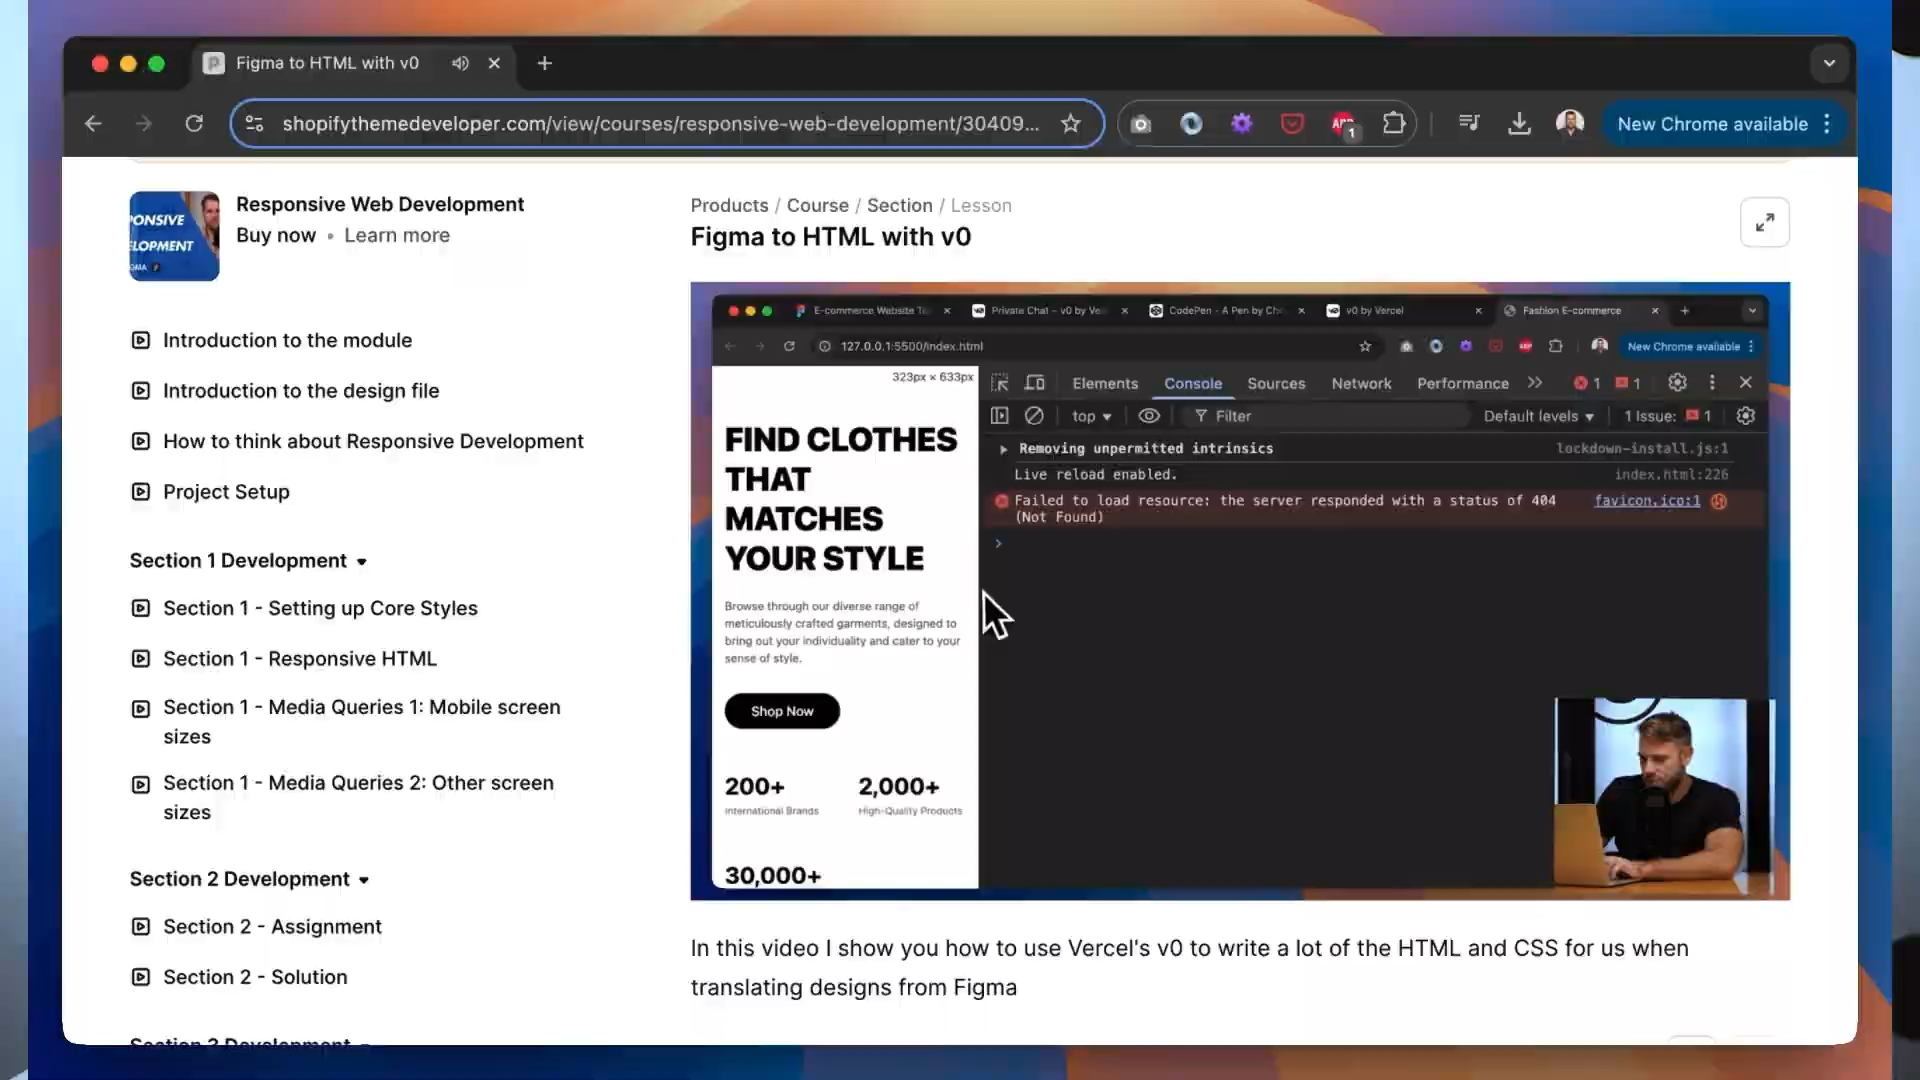 Figma to HTML with v0
shopifythemedeveloper.com/view/courses/responsive-web-development/30409...
1
New Chrome available
Responsive Web Development
Buy now • Learn more
Introduction to the module
Introduction to the design file
How to think about Responsive Development
Project Setup
Section 1 Development
Section 1 - Setting up Core Styles
Section 1 - Responsive HTML
Section 1 - Media Queries 1: Mobile screen
sizes
Section 1 - Media Queries 2: Other screen
sizes
Section 2 Development
Section 2 - Assignment
Section 2 - Solution
Section 3 Development
Products / Course / Section / Lesson
Figma to HTML with v0
E-commerce Website
Private Chat - v0 by Ve
CodePen - A Pen by Ch
v0 by Vercel
Fashion E-commerce
127.0.0.1:5500/index.html
New Chrome available
323px × 633px
FIND CLOTHES
THAT
MATCHES
YOUR STYLE
Browse through our diverse range of
meticulously crafted garments, designed to
bring out your individuality and cater to your
sense of style.
Shop Now
200+
International Brands
2,000+
High-Quality Products
30,000+
Elements Console Sources Network Performance 1 1
top Filter Default levels 1 Issue: 1
Removing unpermitted intrinsics lockdown-install.js:1
Live reload enabled. index.html:226
Failed to load resource: the server responded with a status of 404 favicon.ico:1
(Not Found)
In this video I show you how to use Vercel's v0 to write a lot of the HTML and CSS for us when
translating designs from Figma